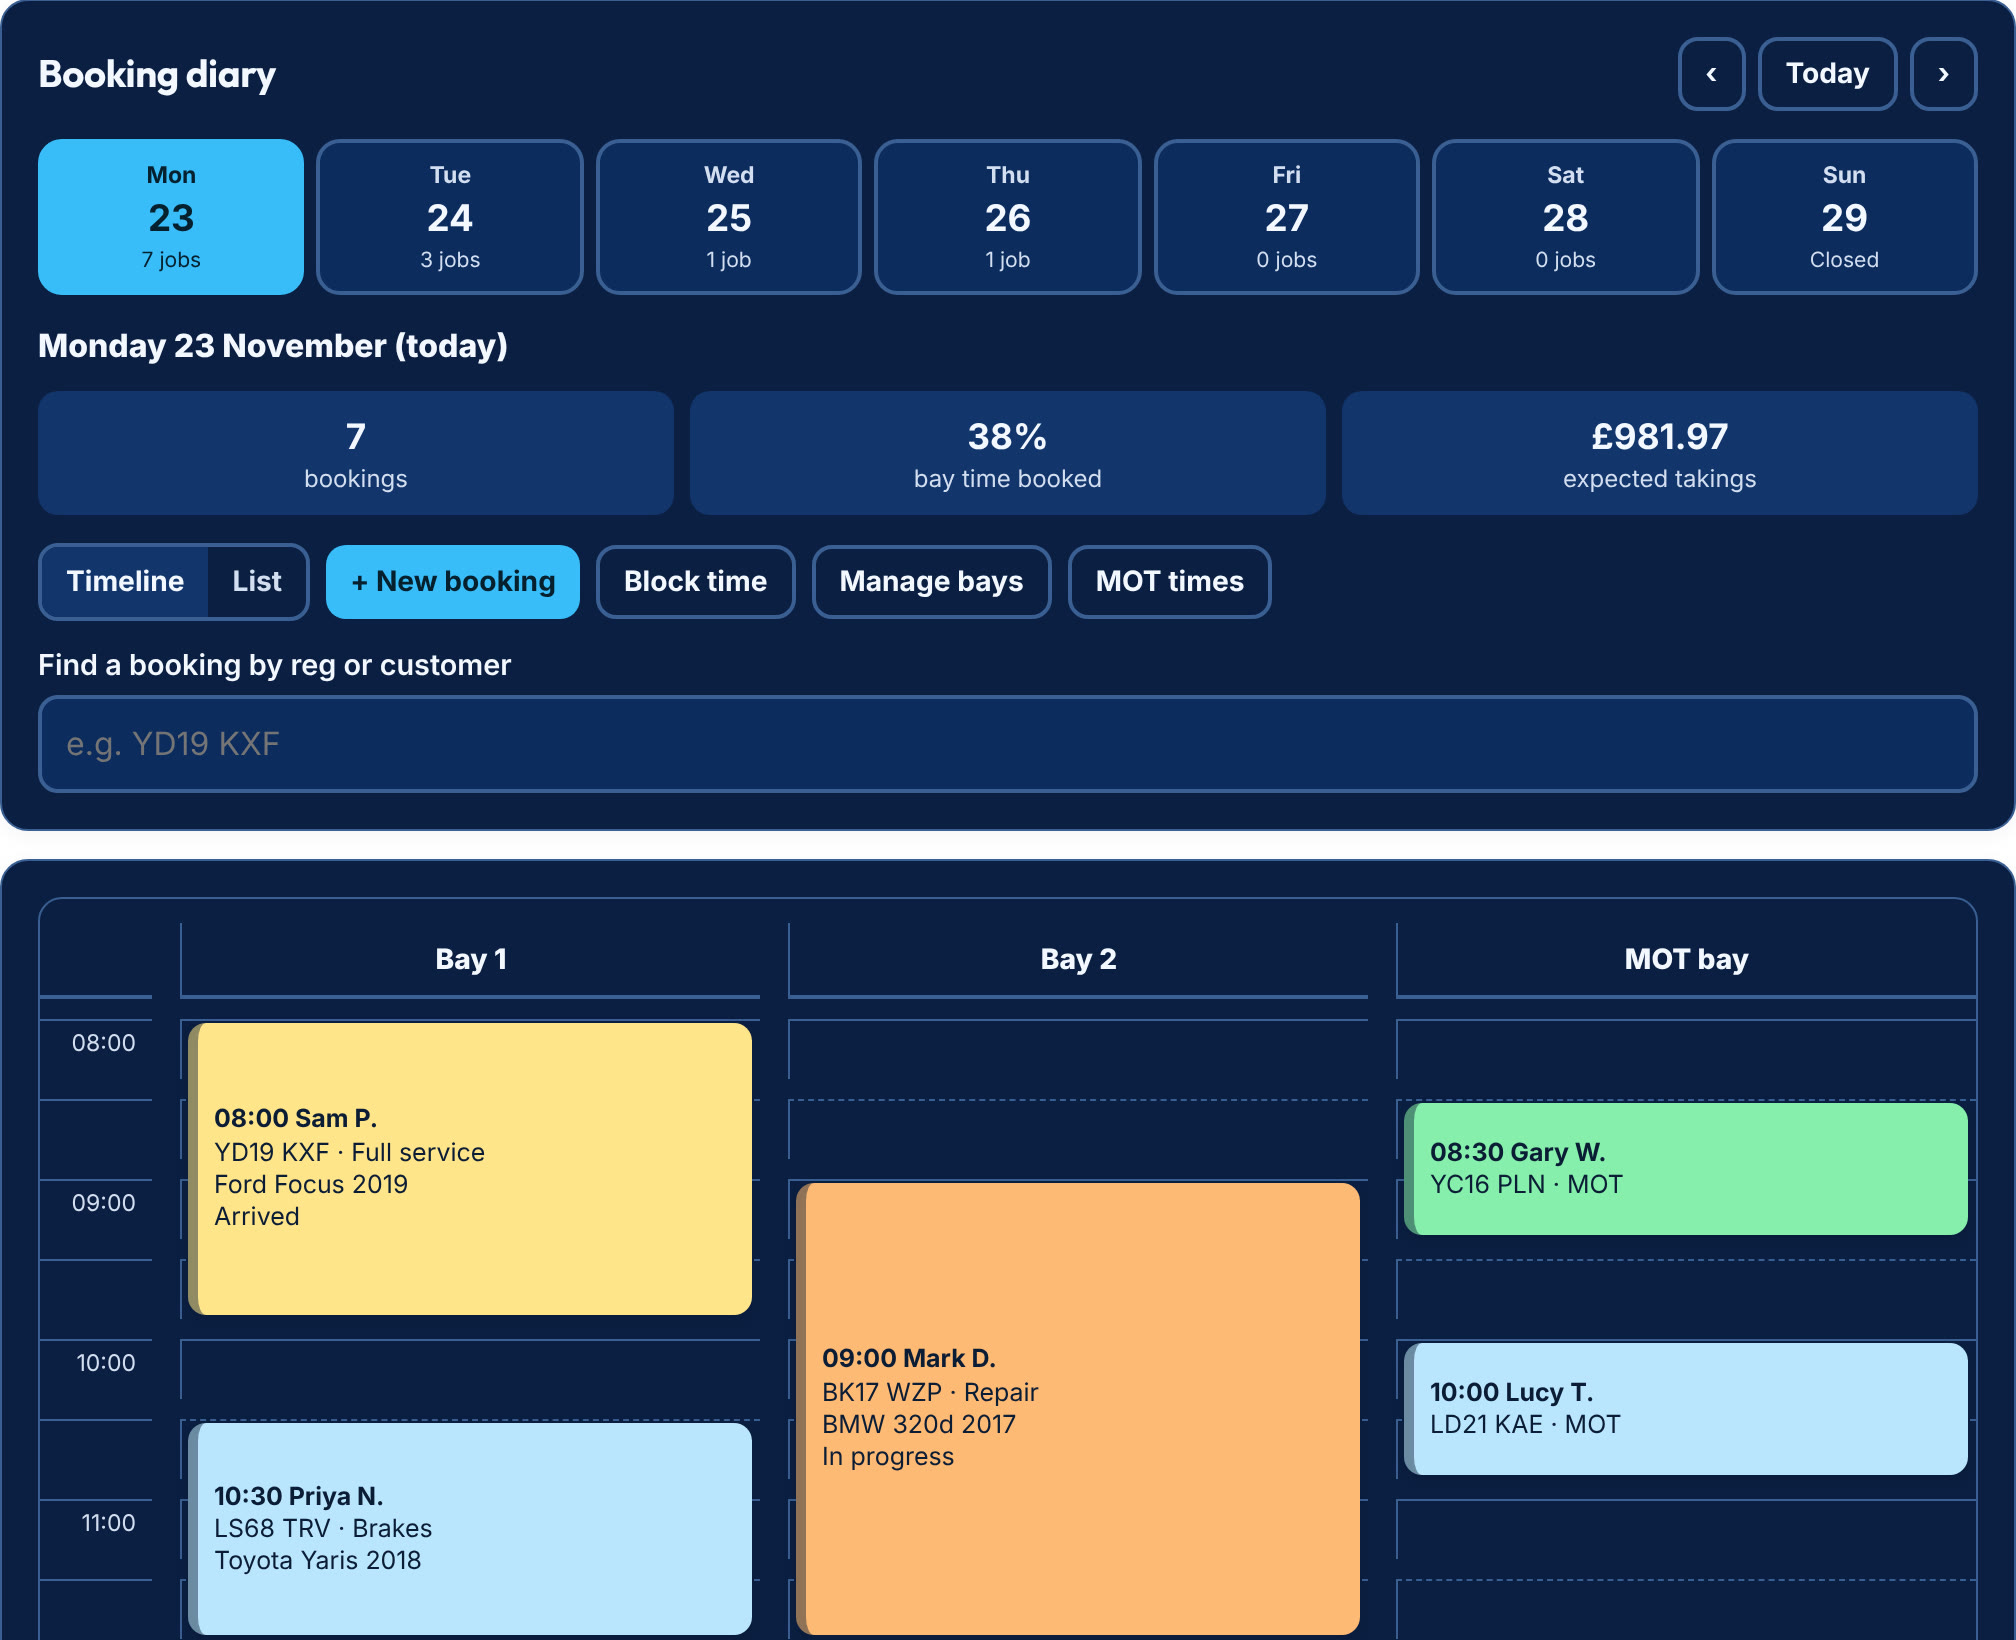 Booking diary
‹ Today ›
Mon Tue Wed Thu Fri Sat Sun
23 24 25 26 27 28 29
7 jobs 3 jobs 1 job 1 job 0 jobs 0 jobs Closed
Monday 23 November (today)
7 38% £981.97
bookings bay time booked expected takings
Timeline List + New booking Block time Manage bays MOT times
Find a booking by reg or customer
e.g. YD19 KXF
Bay 1 Bay 2 MOT bay
08:00
09:00
10:00
11:00
08:00 Sam P.
YD19 KXF · Full service
Ford Focus 2019
Arrived
10:30 Priya N.
LS68 TRV · Brakes
Toyota Yaris 2018
09:00 Mark D.
BK17 WZP · Repair
BMW 320d 2017
In progress
08:30 Gary W.
YC16 PLN · MOT
10:00 Lucy T.
LD21 KAE · MOT